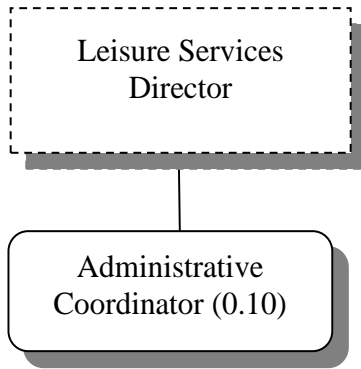 Leisure Services
Director
Administrative
Coordinator (0.10)